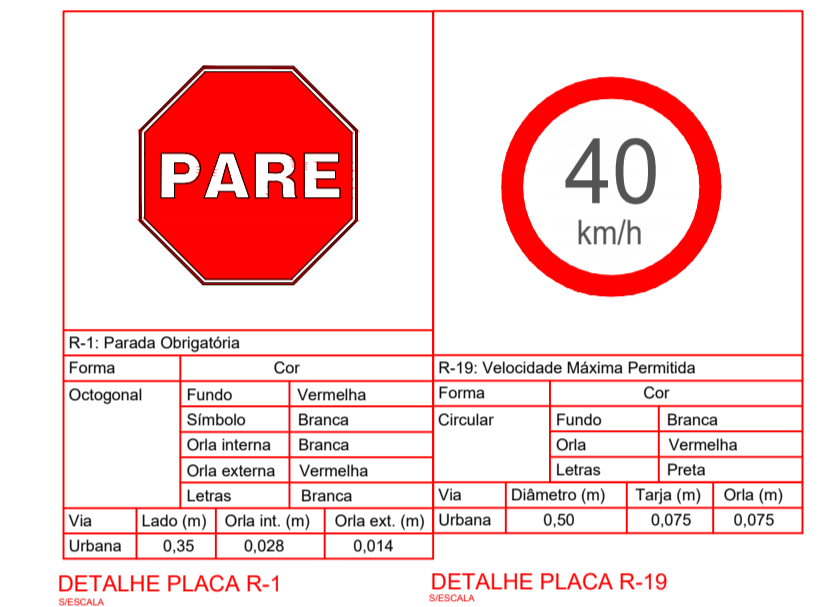 PARE
R-1: Parada Obrigatória
Forma Cor
Octogonal Fundo Vermelha
Símbolo Branca
Orla interna Branca
Orla externa Vermelha
Letras Branca
Via Lado (m) Orla int. (m) Orla ext. (m)
Urbana 0,35 0,028 0,014
DETALHE PLACA R-1
S/ESCALA
40
km/h
R-19: Velocidade Máxima Permitida
Forma Cor
Circular Fundo Branca
Orla Vermelha
Letras Preta
Via Diâmetro (m) Tarja (m) Orla (m)
Urbana 0,50 0,075 0,075
DETALHE PLACA R-19
S/ESCALA